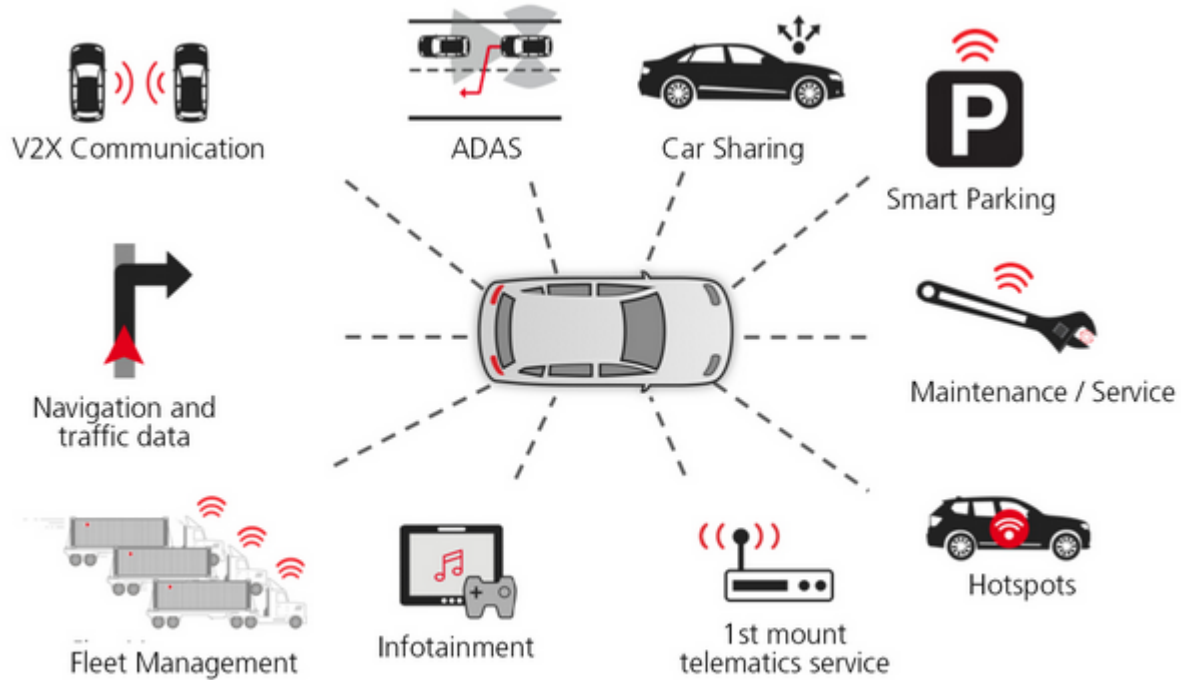 V2X Communication
ADAS
Car Sharing
P
Smart Parking
Navigation and
traffic data
Maintenance / Service
Fleet Management
Infotainment
1st mount
telematics service
Hotspots